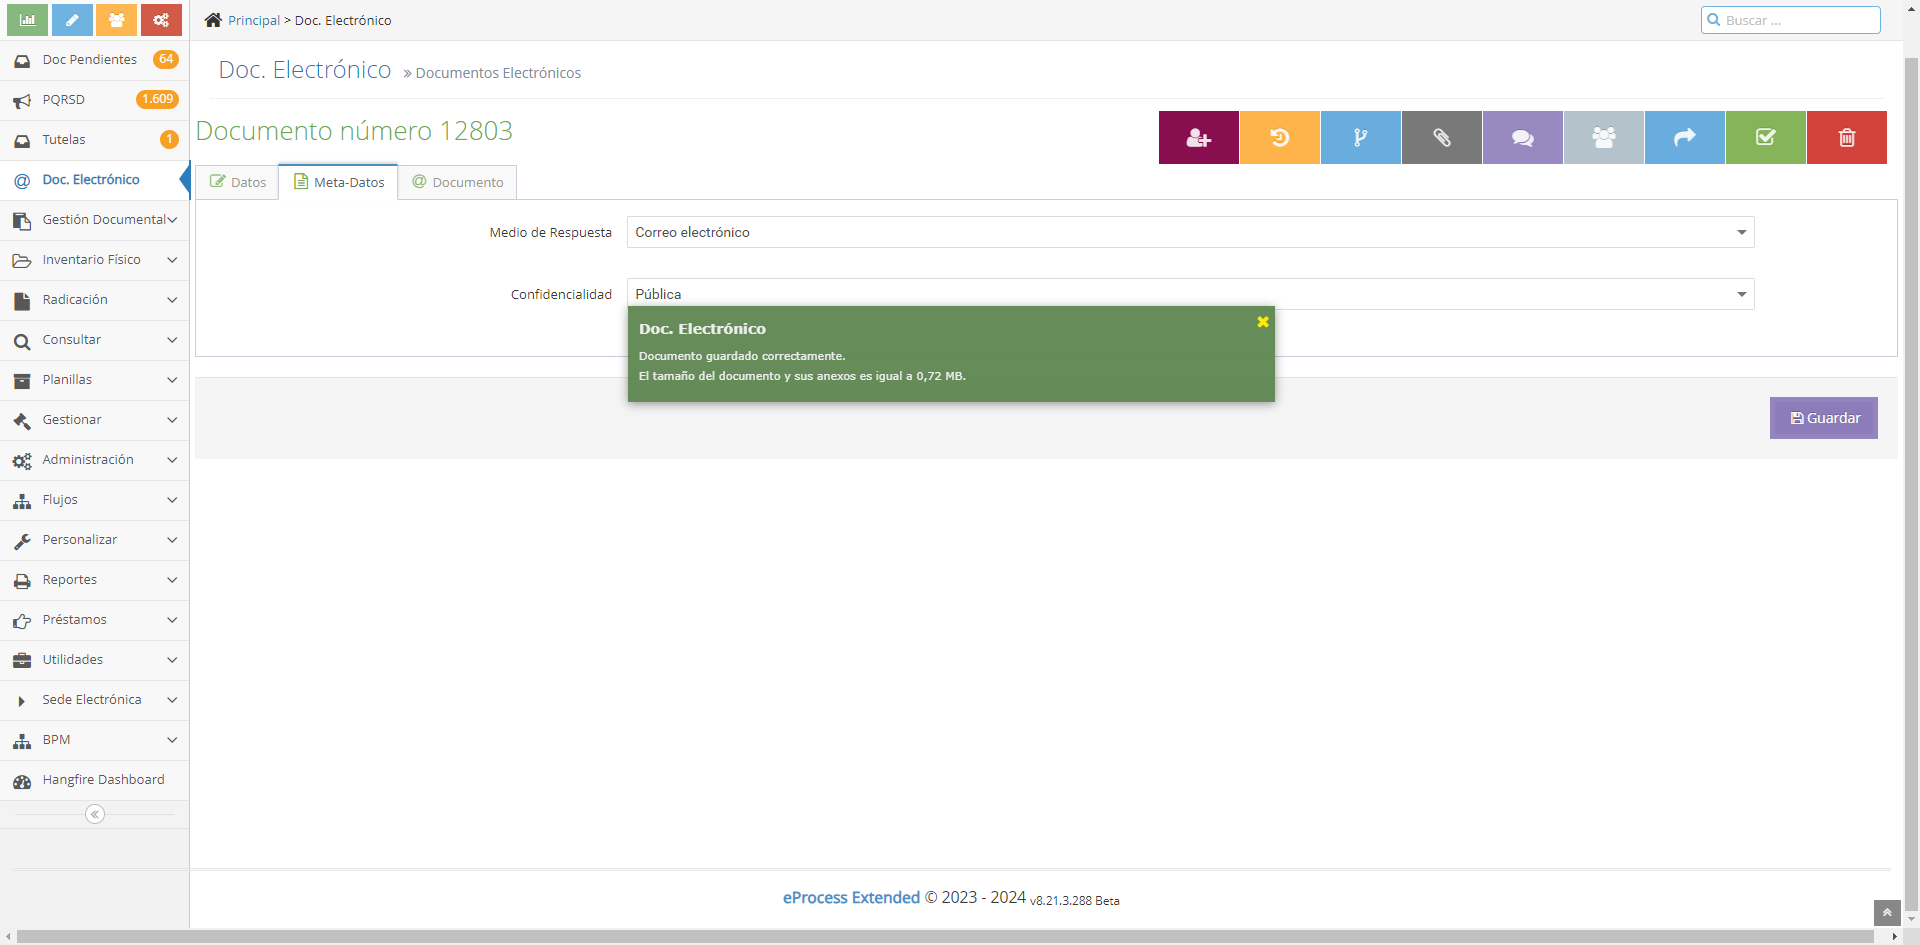 Principal > Doc. Electrónico
Buscar ...
Doc Pendientes 64
PQRSD 1.609
Tutelas 1
Doc. Electrónico
Gestión Documental
Inventario Físico
Radicación
Consultar
Planillas
Gestionar
Administración
Flujos
Personalizar
Reportes
Préstamos
Utilidades
Sede Electrónica
BPM
Hangfire Dashboard
Doc. Electrónico » Documentos Electrónicos
Documento número 12803
Datos
Meta-Datos
@ Documento
Medio de Respuesta
Correo electrónico
Confidencialidad
Pública
Doc. Electrónico
Documento guardado correctamente.
El tamaño del documento y sus anexos es igual a 0,72 MB.
Guardar
eProcess Extended © 2023 - 2024 v8.21.3.288 Beta